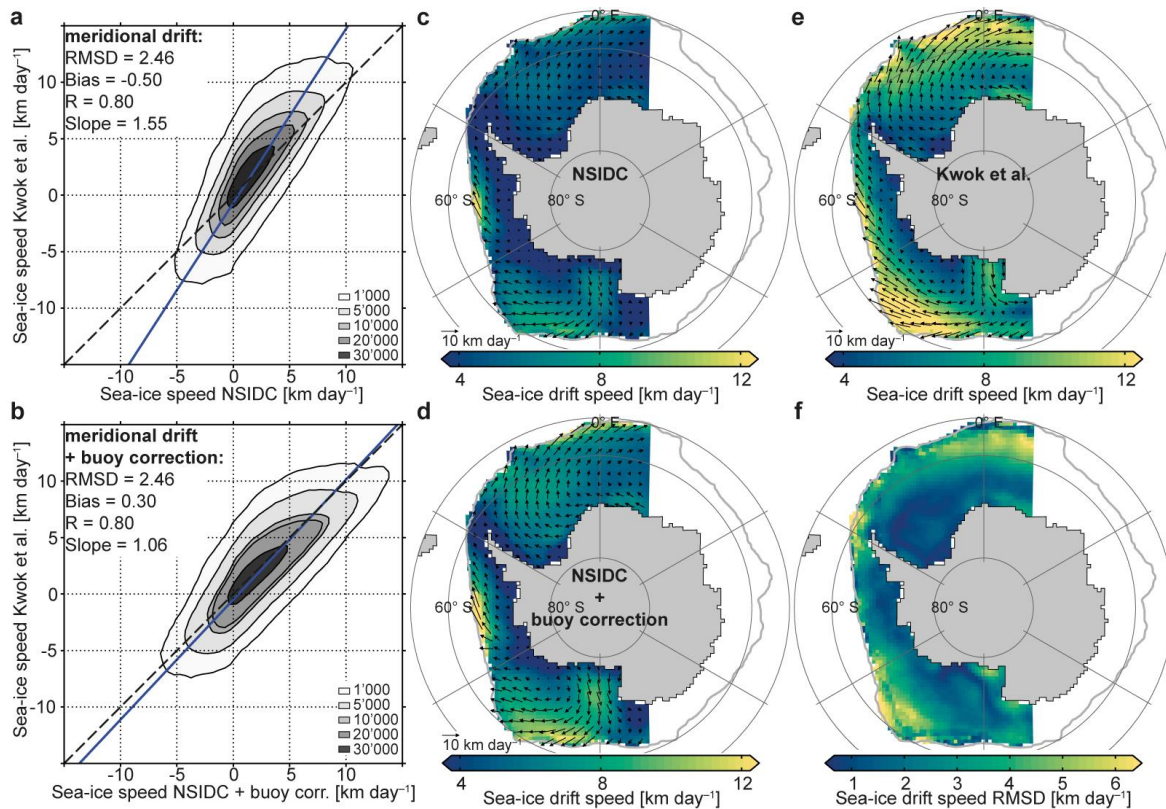 a
meridional drift:
RMSD = 2.46
Bias = -0.50
R = 0.80
Slope = 1.55
10
5
0
-5
-10
Sea-ice speed Kwok et al. [km day⁻¹]
1'000
5'000
10'000
20'000
30'000
-10 -5 0 5 10
Sea-ice speed NSIDC [km day⁻¹]
b
meridional drift
+ buoy correction:
RMSD = 2.46
Bias = 0.30
R = 0.80
Slope = 1.06
10
5
0
-5
-10
Sea-ice speed Kwok et al. [km day⁻¹]
1'000
5'000
10'000
20'000
30'000
-10 -5 0 5 10
Sea-ice speed NSIDC + buoy corr. [km day⁻¹]
c
0° E
NSIDC
60° S
80° S
10 km day⁻¹
4 8 12
Sea-ice drift speed [km day⁻¹]
d
0° E
NSIDC
+
buoy correction
60° S
80° S
10 km day⁻¹
4 8 12
Sea-ice drift speed [km day⁻¹]
e
0° E
Kwok et al.
60° S
80° S
10 km day⁻¹
4 8 12
Sea-ice drift speed [km day⁻¹]
f
0° E
60° S
80° S
1 2 3 4 5 6
Sea-ice drift speed RMSD [km day⁻¹]